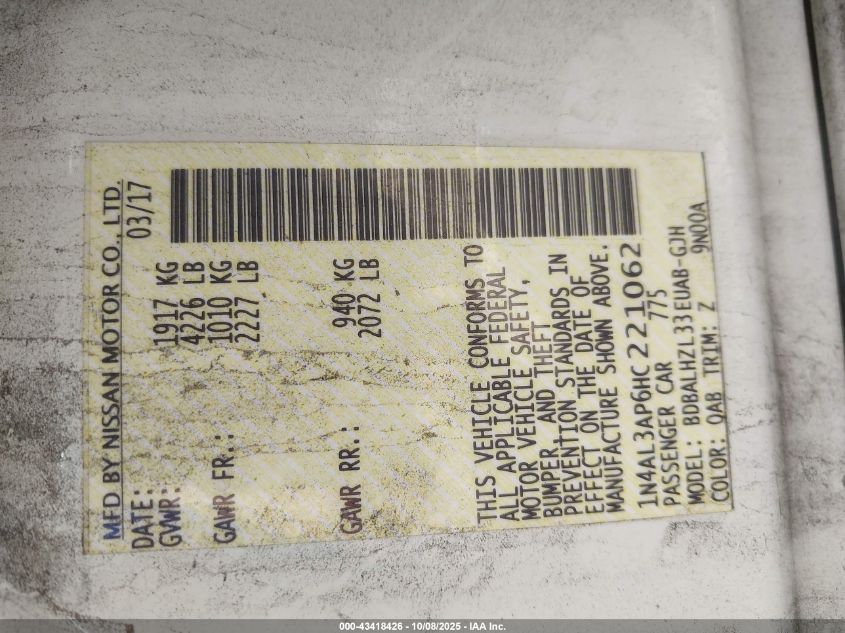 MFD BY NISSAN MOTOR CO., LTD.
DATE: 03/17
GVWR: 1917 KG
4226 LB
GAWR FR.: 1010 KG
2227 LB
GAWR RR.: 940 KG
2072 LB
THIS VEHICLE CONFORMS TO
ALL APPLICABLE FEDERAL
MOTOR VEHICLE SAFETY,
BUMPER, AND THEFT
PREVENTION STANDARDS IN
EFFECT ON THE DATE OF
MANUFACTURE SHOWN ABOVE.
1N4AL3AP6HC221062
PASSENGER CAR 775
MODEL: BDBALHZL33EUAB-GJH
COLOR: QAB TRIM: Z 9N00A
000-43418426 - 10/08/2025 - IAA Inc.